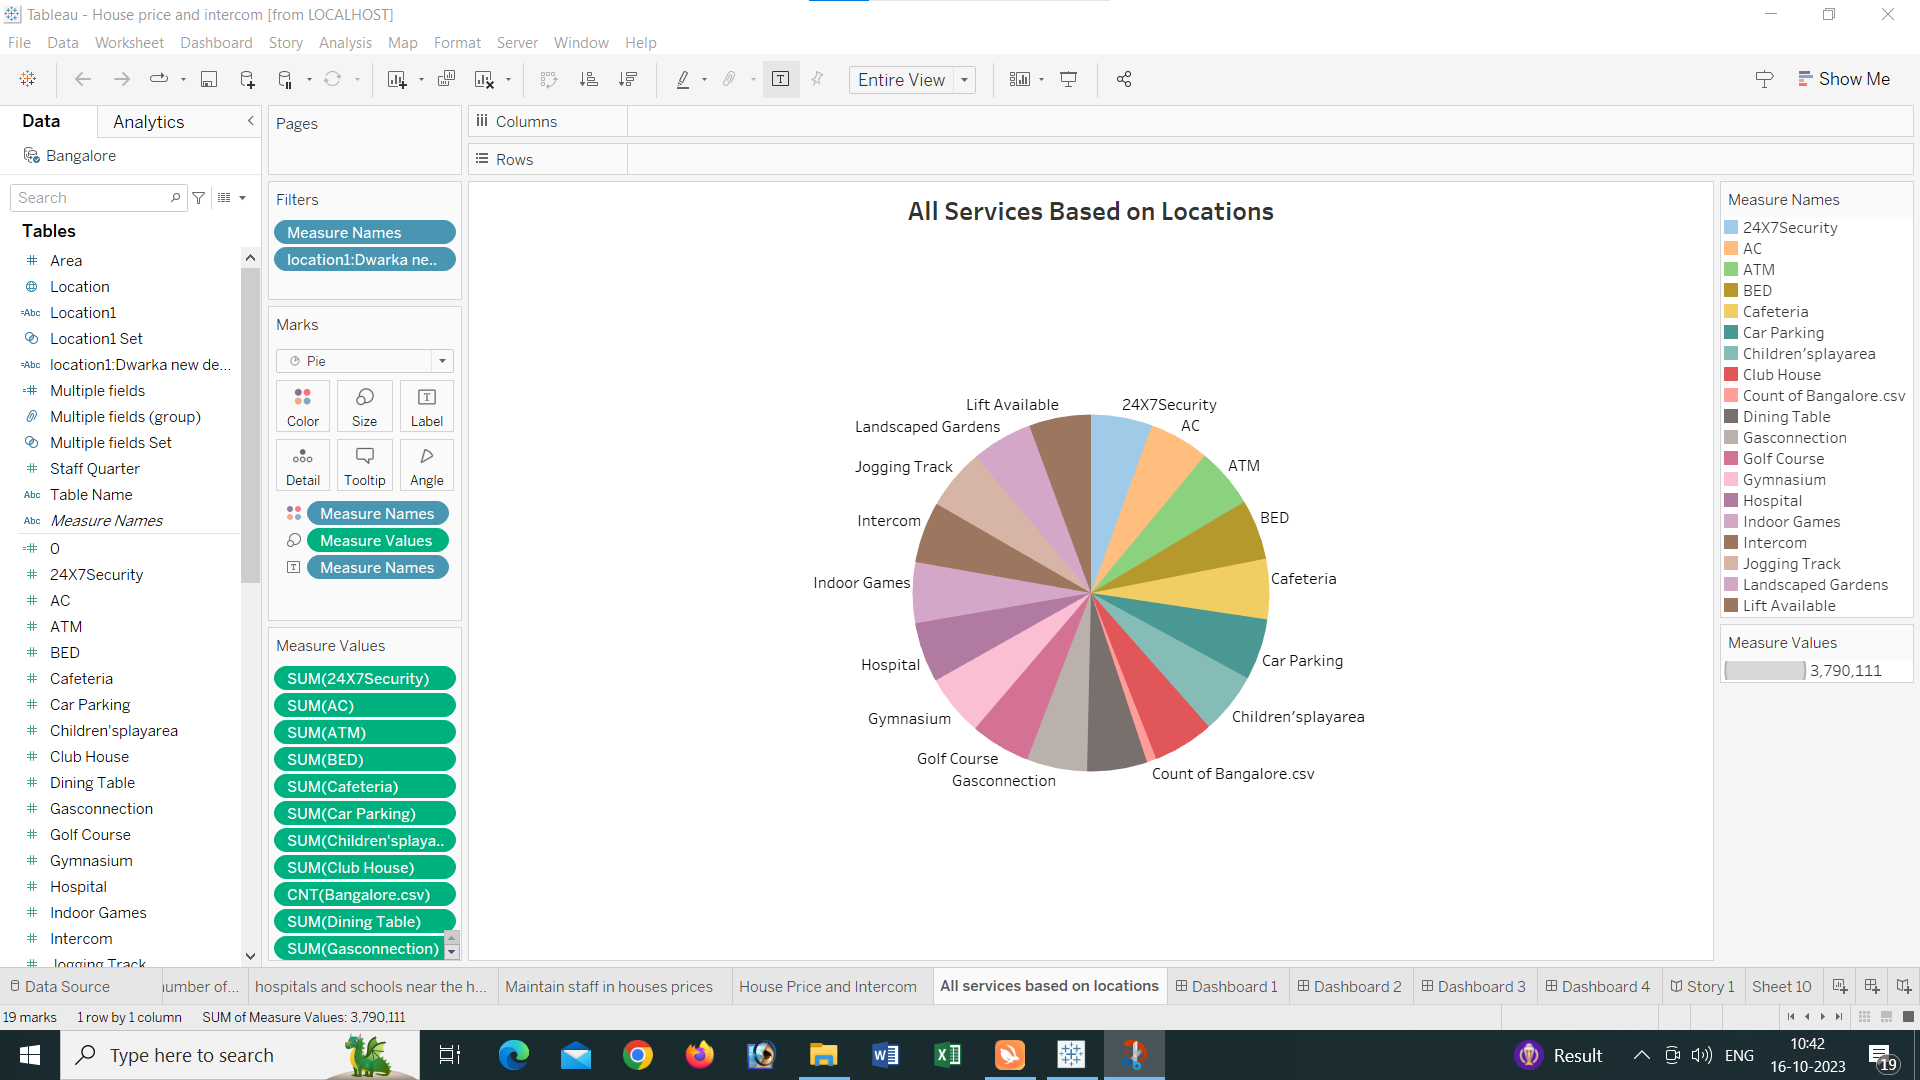 Tableau - House price and intercom [from LOCALHOST]
File Data Worksheet Dashboard Story Analysis Map Format Server Window Help
Entire View
Show Me
Data
Analytics
Bangalore
Search
Tables
Area
Location
Abc Location1
Location1 Set
Abc location1:Dwarka new de...
Multiple fields
Multiple fields (group)
Multiple fields Set
Staff Quarter
Abc Table Name
Abc Measure Names
0
24X7Security
AC
ATM
BED
Cafeteria
Car Parking
Children'splayarea
Club House
Dining Table
Gasconnection
Golf Course
Gymnasium
Hospital
Indoor Games
Intercom
Jogging Track
Pages
Filters
Measure Names
location1:Dwarka ne..
Marks
Pie
Color Size Label
Detail Tooltip Angle
Measure Names
Measure Values
Measure Names
Measure Values
SUM(24X7Security)
SUM(AC)
SUM(ATM)
SUM(BED)
SUM(Cafeteria)
SUM(Car Parking)
SUM(Children'splaya..
SUM(Club House)
CNT(Bangalore.csv)
SUM(Dining Table)
SUM(Gasconnection)
Columns
Rows
All Services Based on Locations
Lift Available
24X7Security
Landscaped Gardens
AC
Jogging Track
ATM
Intercom
BED
Indoor Games
Cafeteria
Hospital
Car Parking
Gymnasium
Children'splayarea
Golf Course
Gasconnection
Count of Bangalore.csv
Measure Names
24X7Security
AC
ATM
BED
Cafeteria
Car Parking
Children'splayarea
Club House
Count of Bangalore.csv
Dining Table
Gasconnection
Golf Course
Gymnasium
Hospital
Indoor Games
Intercom
Jogging Track
Landscaped Gardens
Lift Available
Measure Values
3,790,111
Data Source
umber of...
hospitals and schools near the h...
Maintain staff in houses prices
House Price and Intercom
All services based on locations
Dashboard 1
Dashboard 2
Dashboard 3
Dashboard 4
Story 1
Sheet 10
19 marks 1 row by 1 column SUM of Measure Values: 3,790,111
Type here to search
Result
ENG
10:42
16-10-2023
19